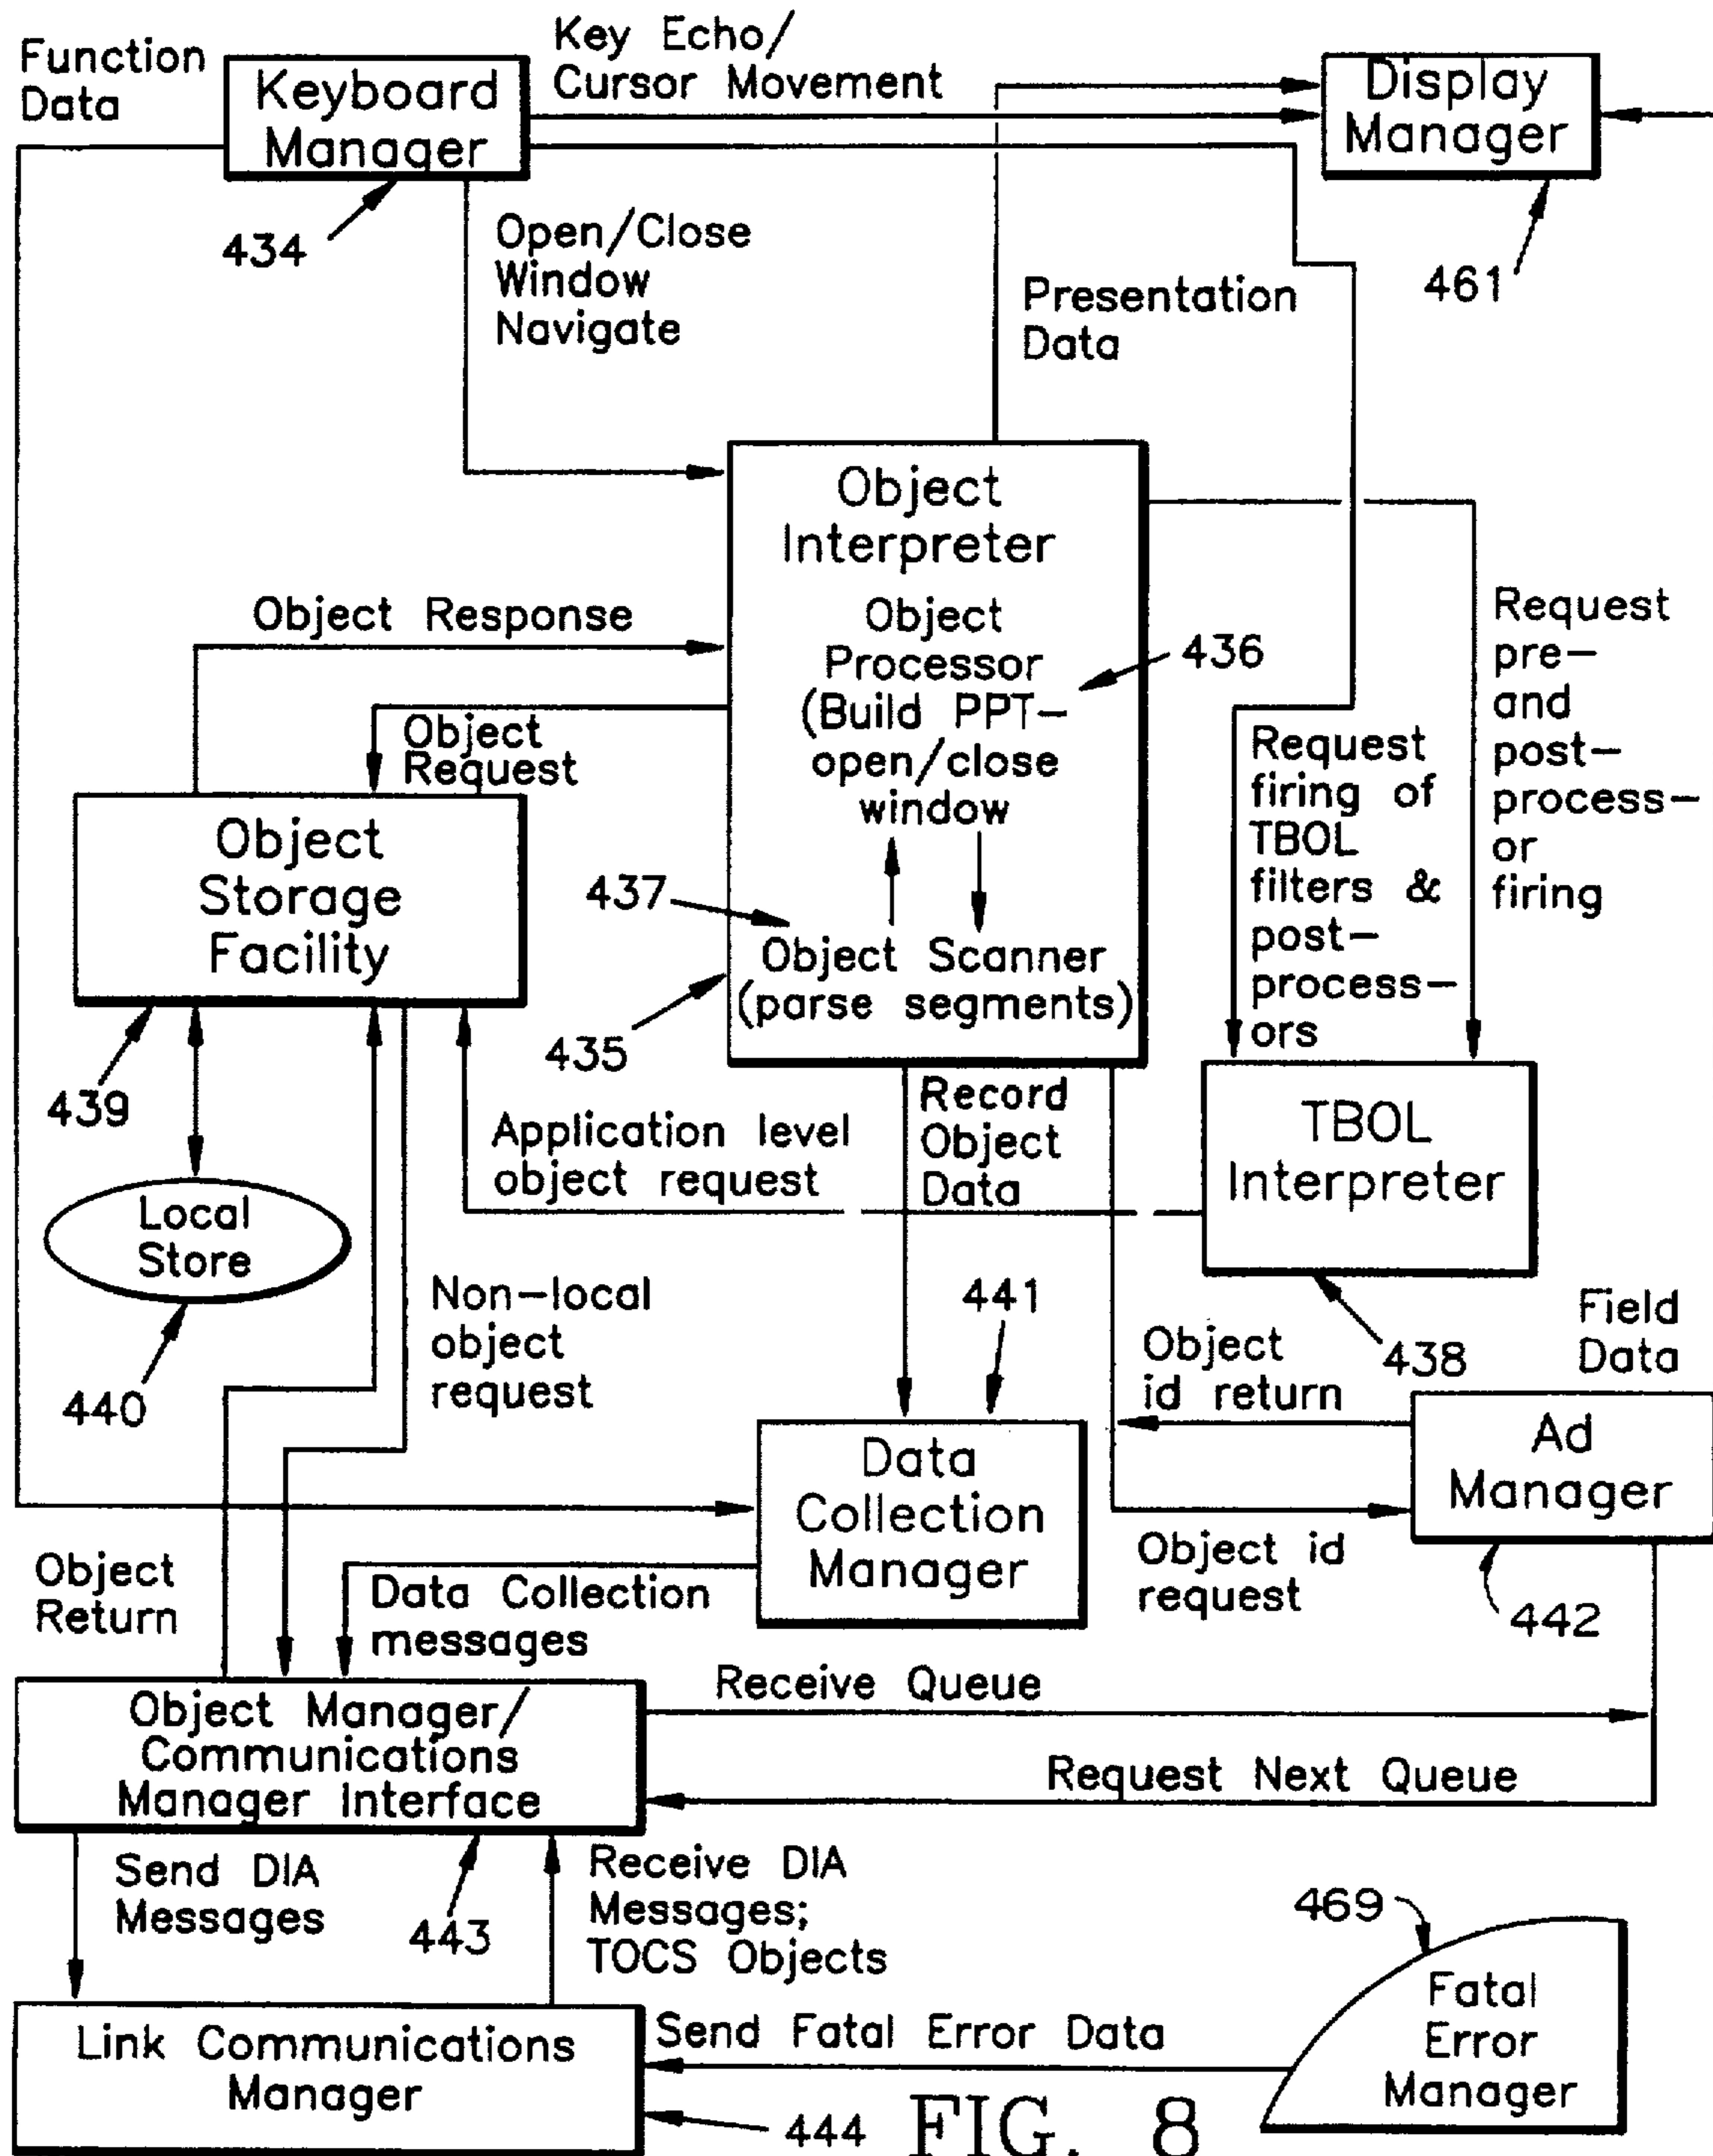 Function
Data
Keyboard
Manager
Key Echo/
Cursor Movement
Display
Manager
434
Open/Close
Window
Navigate
461
Presentation
Data
Object
Interpreter
Object
Processor
(Build PPT-
open/close
window
436
Object Scanner
(parse segments)
437
435
Object Response
Object
Request
Object
Storage
Facility
439
Request
firing of
TBOL
filters &
post-
process-
ors
Request
pre-
and
post-
process-
or
firing
Local
Store
440
Application level
object request
Record
Object
Data
TBOL
Interpreter
438
Non-local
object
request
441
Object
id return
Field
Data
Ad
Manager
Data
Collection
Manager
Object id
request
442
Object
Return
Data Collection
messages
Object Manager/
Communications
Manager Interface
Receive Queue
Request Next Queue
Send DIA
Messages
443
Receive DIA
Messages;
TOCS Objects
469
Fatal
Error
Manager
Link Communications
Manager
Send Fatal Error Data
444
FIG. 8